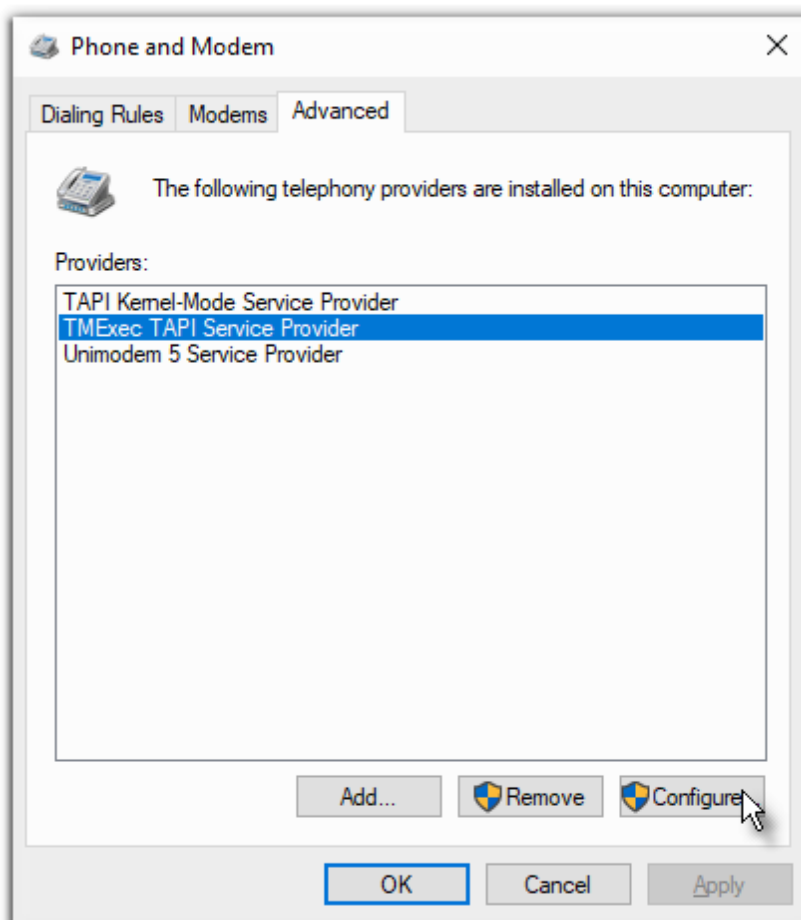 Phone and Modem
Dialing Rules Modems Advanced
The following telephony providers are installed on this computer:
Providers:
TAPI Kernel-Mode Service Provider
TMExec TAPI Service Provider
Unimodem 5 Service Provider
Add... Remove Configure
OK Cancel Apply